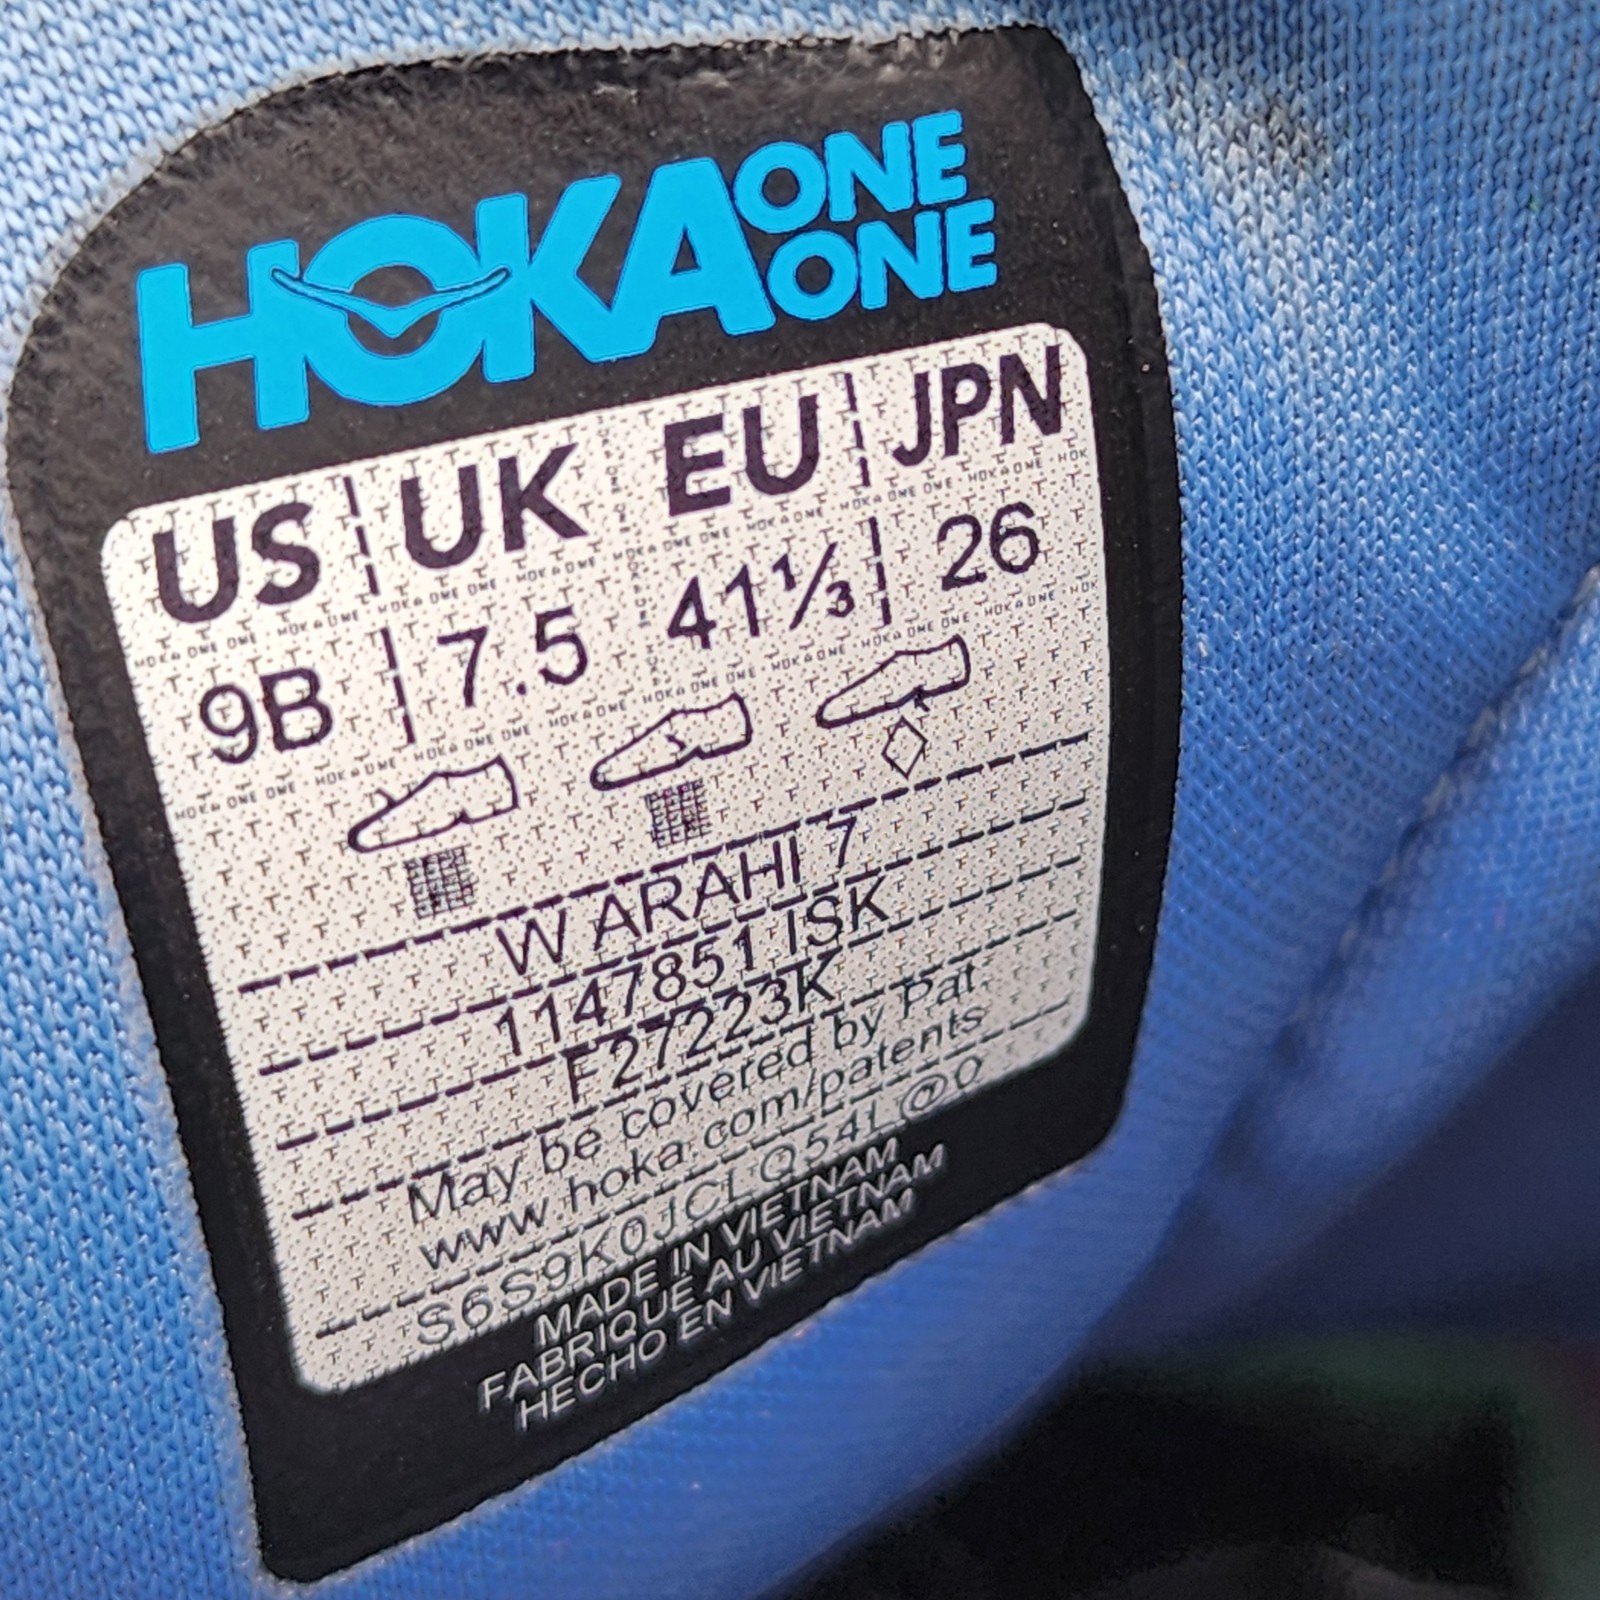 HOKA ONE ONE
US UK EU JPN
9B 7.5 41⅓ 26
W ARAHI 7
1147851 ISK
F27223K
May be covered by Pat.
www.hoka.com/patents
S6S9K0JCLQ54L@0
MADE IN VIETNAM
FABRIQUE AU VIETNAM
HECHO EN VIETNAM